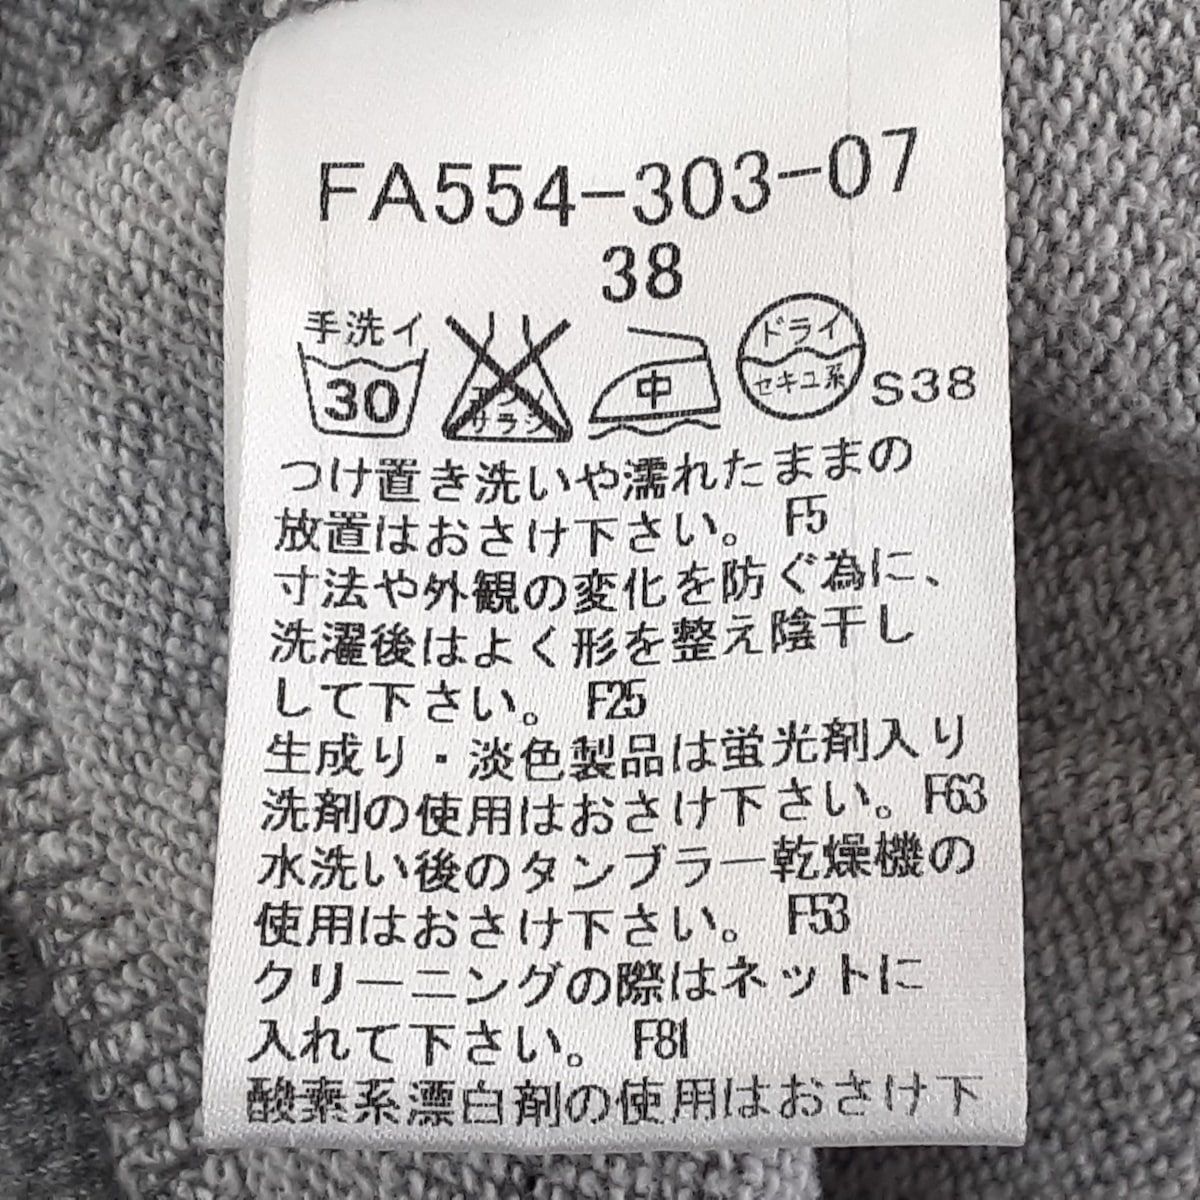 FA554-303-07
38
手洗イ
30
エンソ
サラシ
中
ドライ
セキユ系
S38
つけ置き洗いや濡れたままの
放置はおさけ下さい。 F5
寸法や外観の変化を防ぐ為に、
洗濯後はよく形を整え陰干し
して下さい。 F25
生成り・淡色製品は蛍光剤入り
洗剤の使用はおさけ下さい。F63
水洗い後のタンブラー乾燥機の
使用はおさけ下さい。 F53
クリーニングの際はネットに
入れて下さい。 F81
酸素系漂白剤の使用はおさけ下